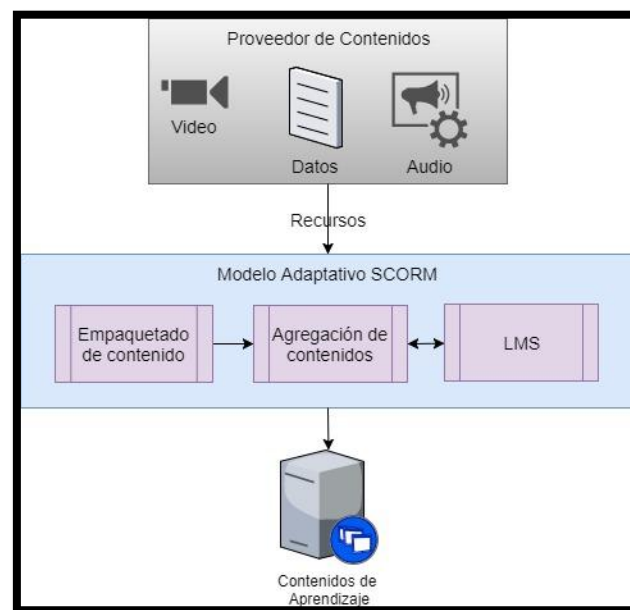 Proveedor de Contenidos
Video
Datos
Audio
Recursos
Modelo Adaptativo SCORM
Empaquetado
de contenido
Agregación de
contenidos
LMS
Contenidos de
Aprendizaje